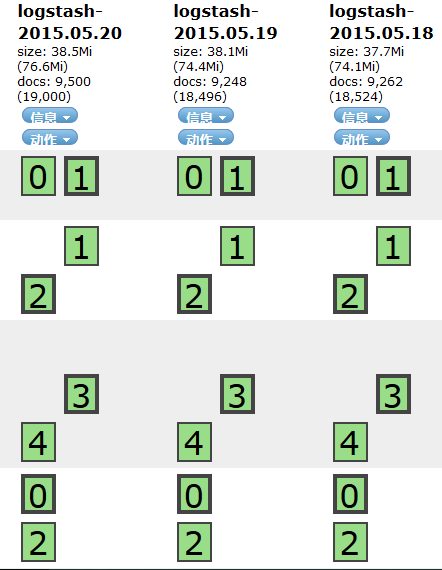 logstash-
2015.05.20
size: 38.5Mi
(76.6Mi)
docs: 9,500
(19,000)
信息
动作
logstash-
2015.05.19
size: 38.1Mi
(74.4Mi)
docs: 9,248
(18,496)
信息
动作
logstash-
2015.05.18
size: 37.7Mi
(74.1Mi)
docs: 9,262
(18,524)
信息
动作
0 1 0 1 0 1
1 1 1
2 2 2
3 3 3
4 4 4
0 0 0
2 2 2